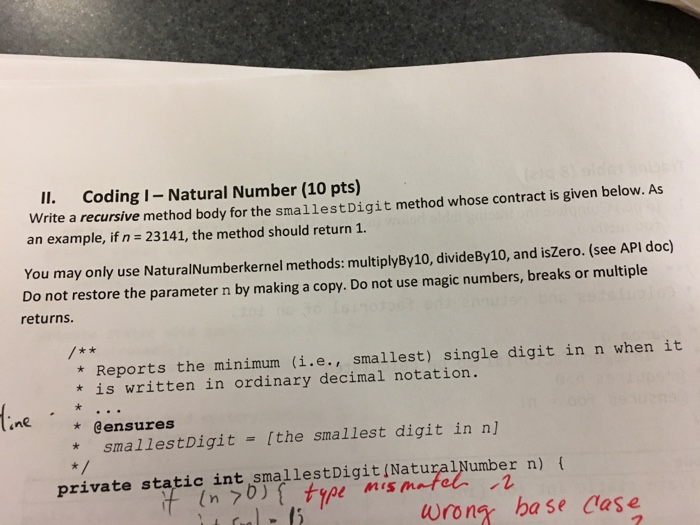 II. Coding I – Natural Number (10 pts)
Write a recursive method body for the smallestDigit method whose contract is given below. As
an example, if n = 23141, the method should return 1.
You may only use NaturalNumberkernel methods: multiplyBy10, divideBy10, and isZero. (see API doc)
Do not restore the parameter n by making a copy. Do not use magic numbers, breaks or multiple
returns.
/**
* Reports the minimum (i.e., smallest) single digit in n when it
* is written in ordinary decimal notation.
* ...
line
* @ensures
* smallestDigit = [the smallest digit in n]
*/
private static int smallestDigit(NaturalNumber n) {
if (n > 0) { type mismatch -2
wrong base case